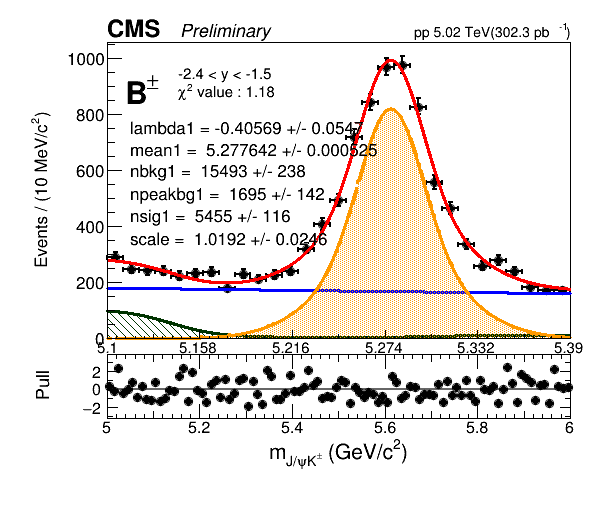 CMS Preliminary pp 5.02 TeV(302.3 pb⁻¹)
1000
800
600
400
200
0
Events / (10 MeV/c²)
B±
-2.4 < y < -1.5
χ² value : 1.18
lambda1 = -0.40569 +/- 0.0547
mean1 = 5.277642 +/- 0.000525
nbkg1 = 15493 +/- 238
npeakbg1 = 1695 +/- 142
nsig1 = 5455 +/- 116
scale = 1.0192 +/- 0.0246
5.1 5.158 5.216 5.274 5.332 5.39
Pull
2
0
−2
5 5.2 5.4 5.6 5.8 6
m_{J/ψK±} (GeV/c²)